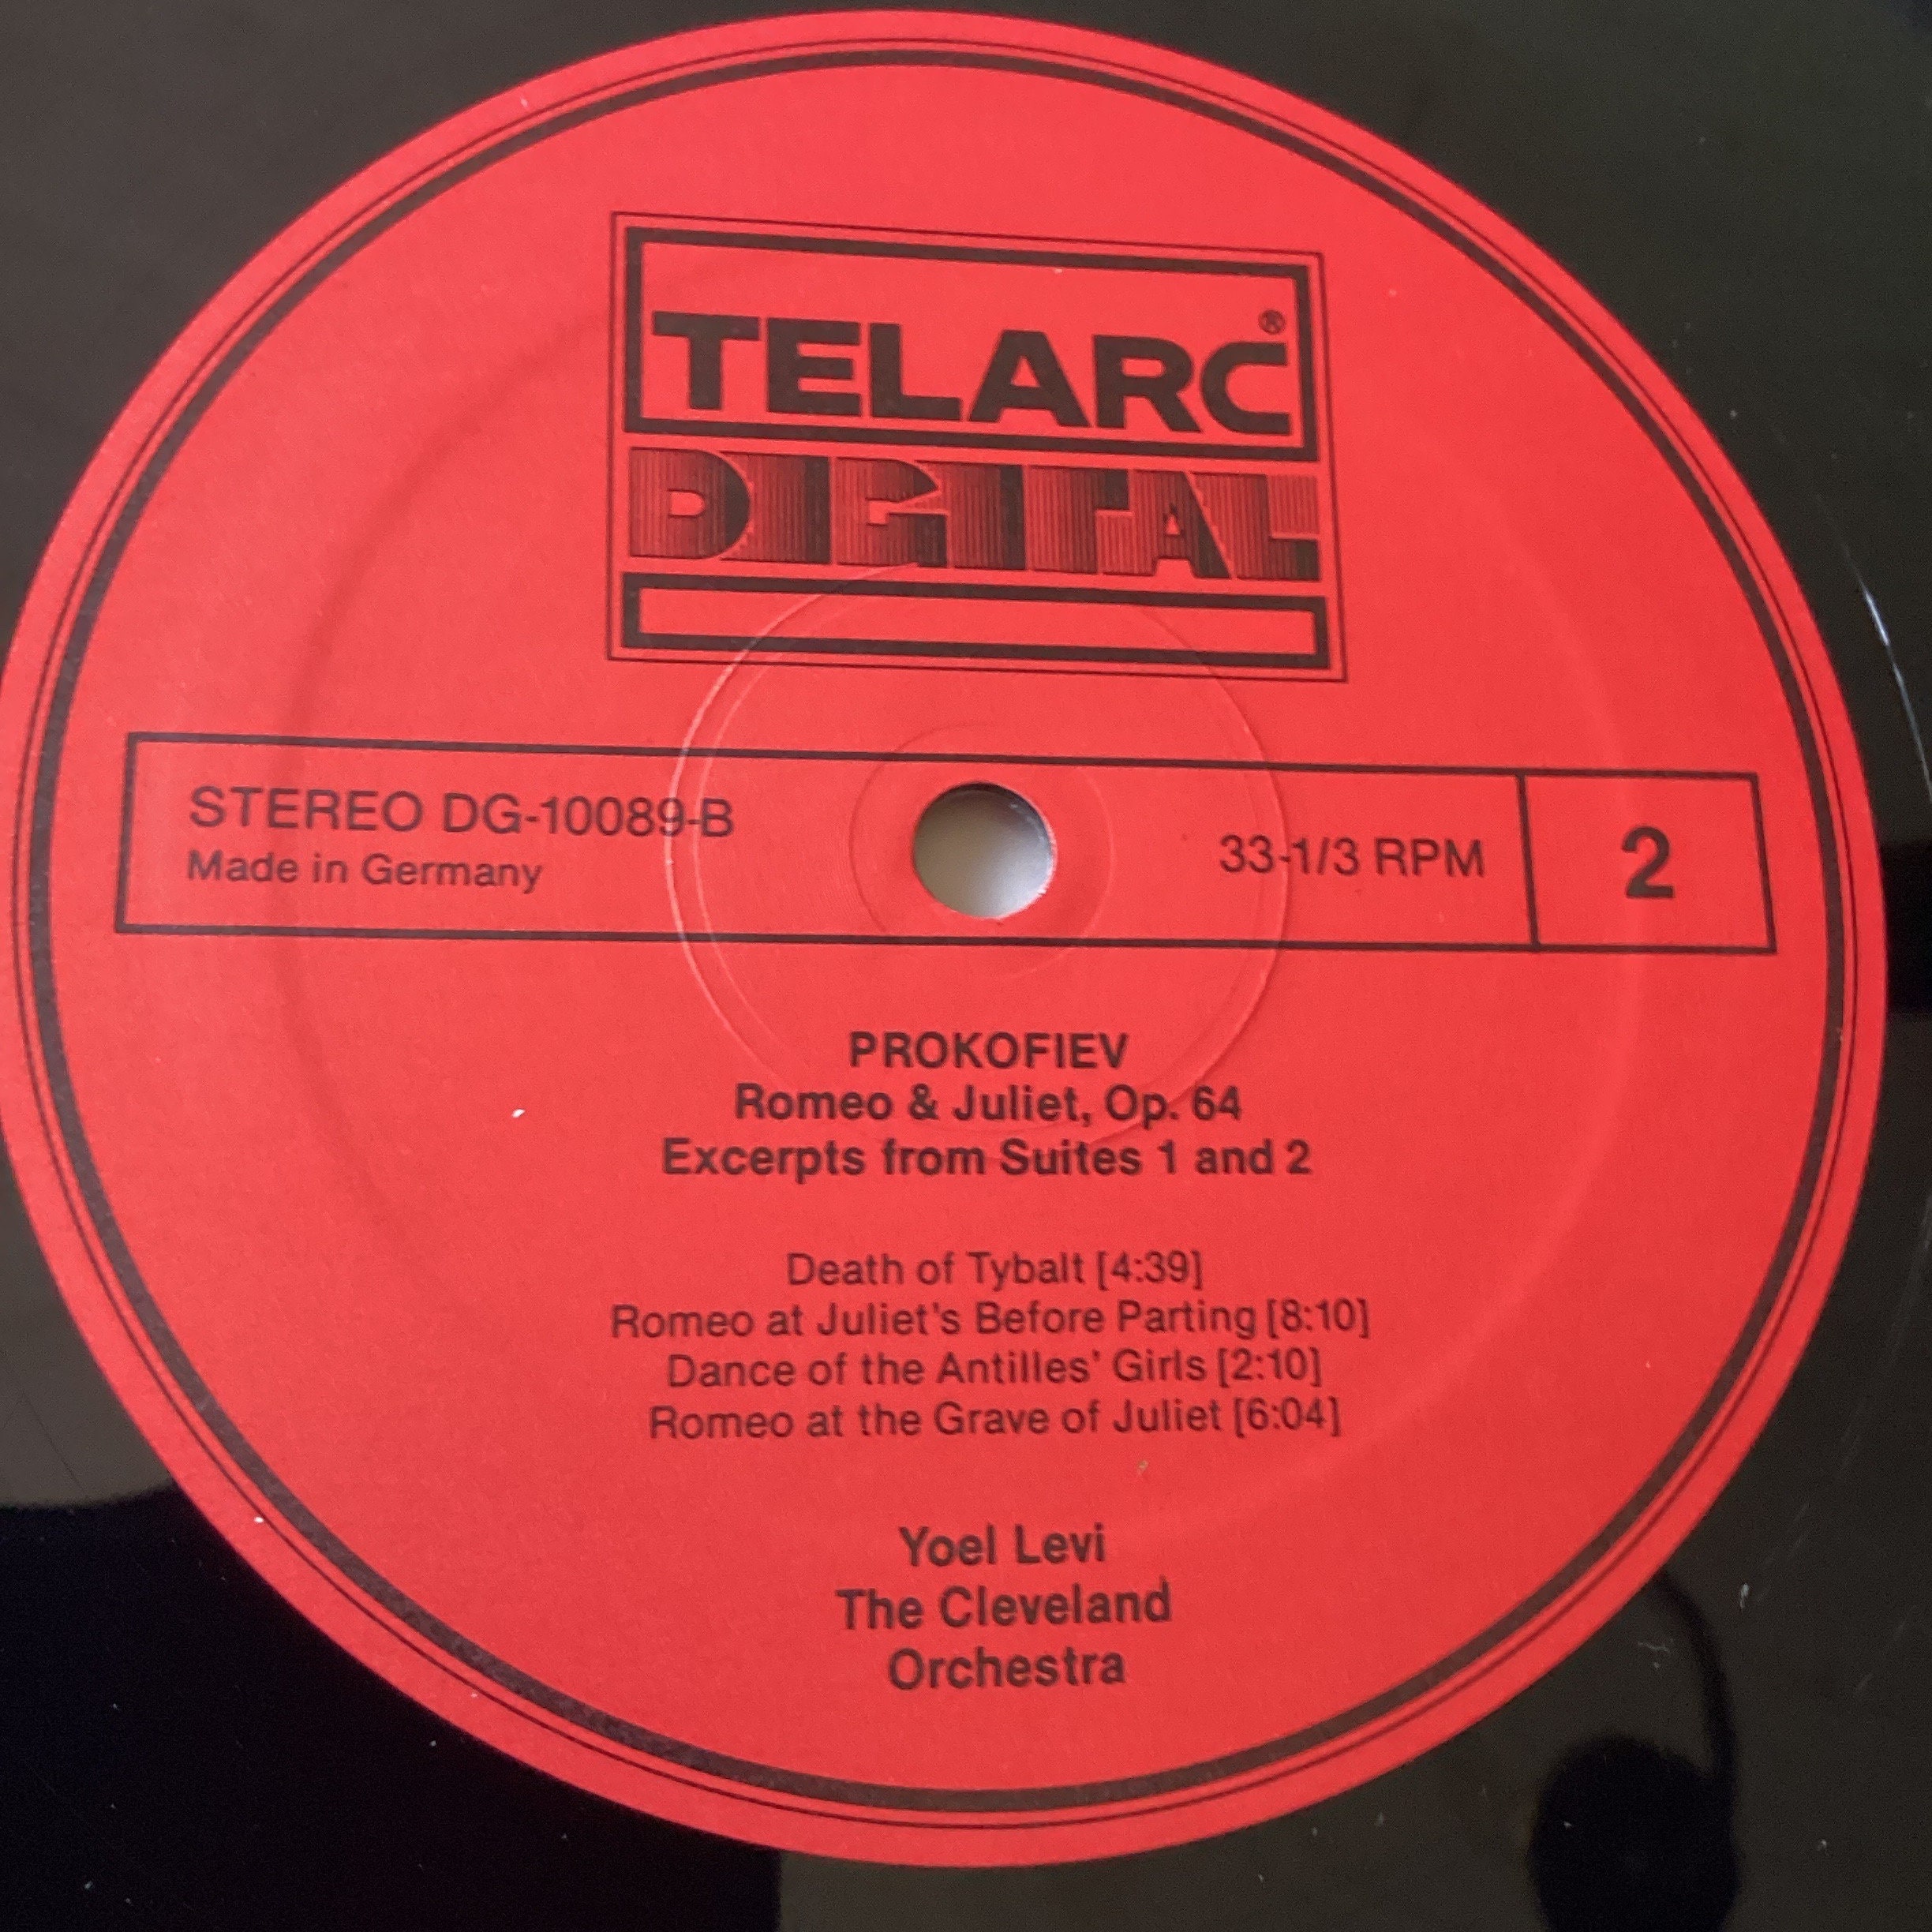 TELARC®
DIGITAL
STEREO DG-10089-B
Made in Germany
33-1/3 RPM
2
PROKOFIEV
Romeo & Juliet, Op. 64
Excerpts from Suites 1 and 2
Death of Tybalt [4:39]
Romeo at Juliet's Before Parting [8:10]
Dance of the Antilles' Girls [2:10]
Romeo at the Grave of Juliet [6:04]
Yoel Levi
The Cleveland
Orchestra